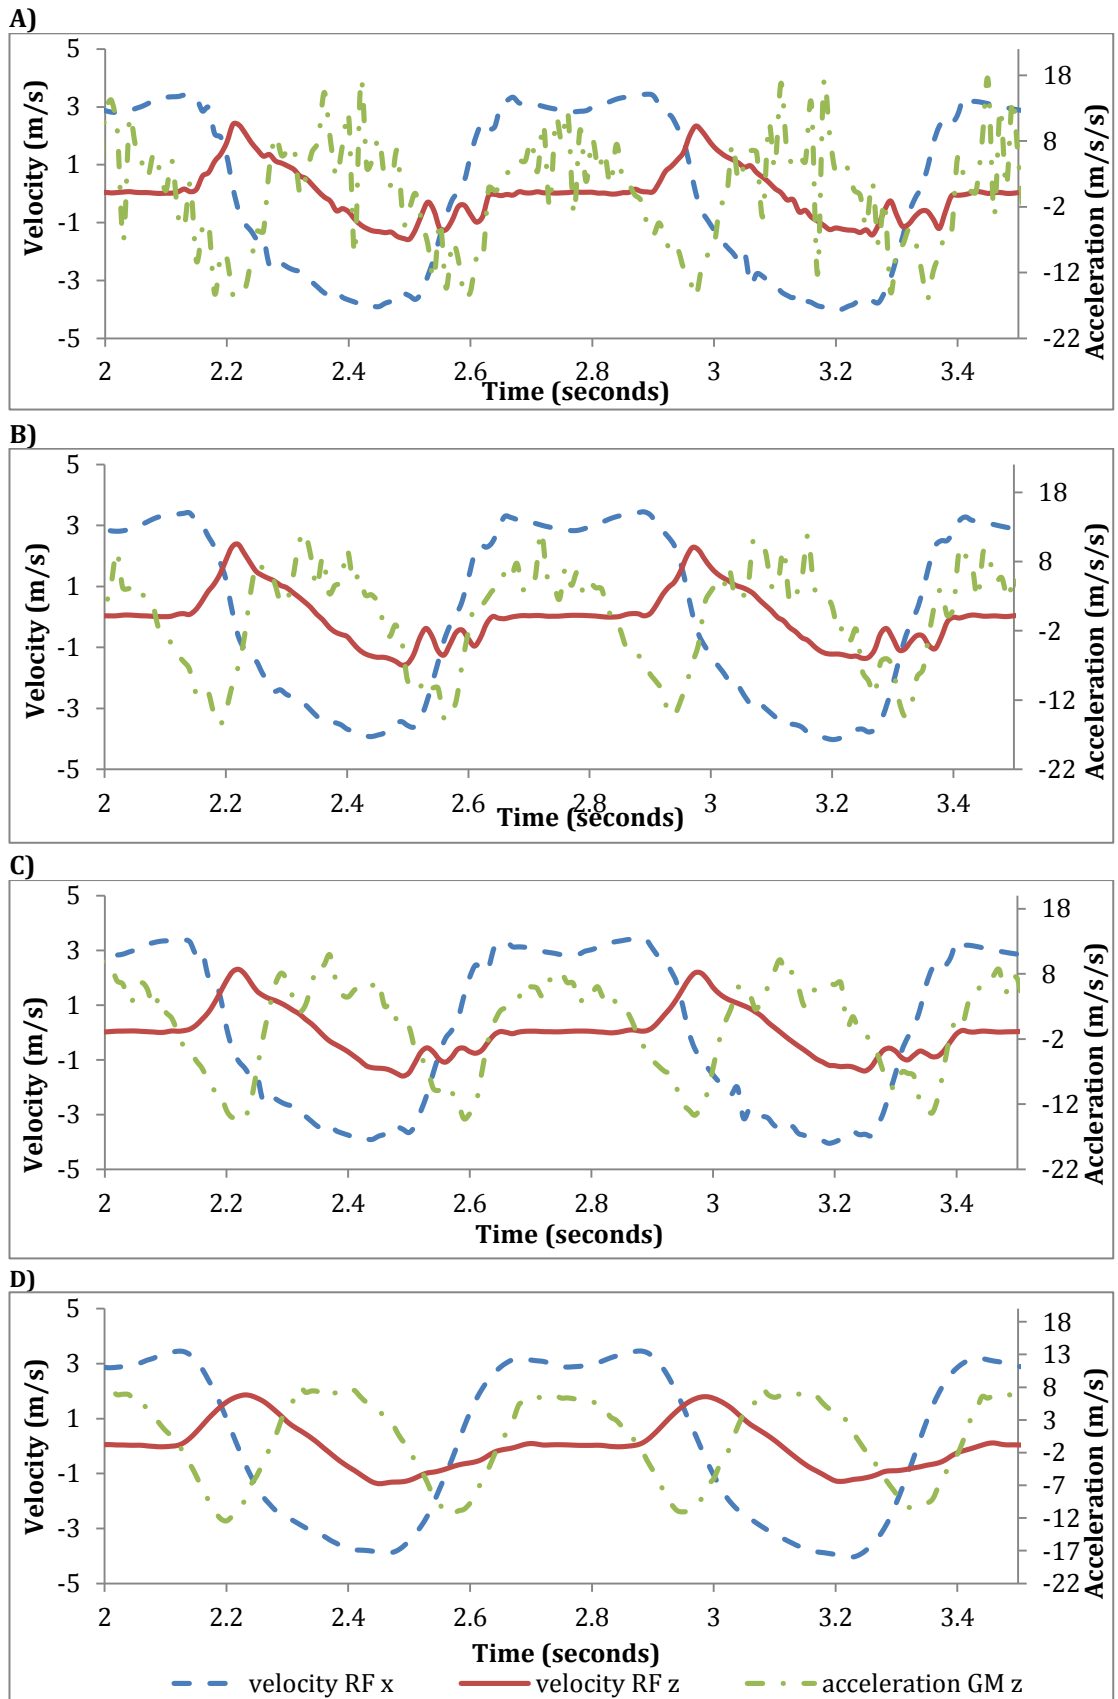 A)
5
3
1
-1
-3
-5
Velocity (m/s)
18
8
-2
-12
-22
Acceleration (m/s/s)
2 2.2 2.4 2.6 2.8 3 3.2 3.4
Time (seconds)
B)
5
3
1
-1
-3
-5
Velocity (m/s)
18
8
-2
-12
-22
Acceleration (m/s/s)
2 2.2 2.4 2.6 2.8 3 3.2 3.4
Time (seconds)
C)
5
3
1
-1
-3
-5
Velocity (m/s)
18
8
-2
-12
-22
Accleration (m/s/s)
2 2.2 2.4 2.6 2.8 3 3.2 3.4
Time (seconds)
D)
5
3
1
-1
-3
-5
Velocity (m/s)
18
13
8
3
-2
-7
-12
-17
-22
Acceleration (m/s/s)
2 2.2 2.4 2.6 2.8 3 3.2 3.4
Time (seconds)
velocity RF x velocity RF z acceleration GM z